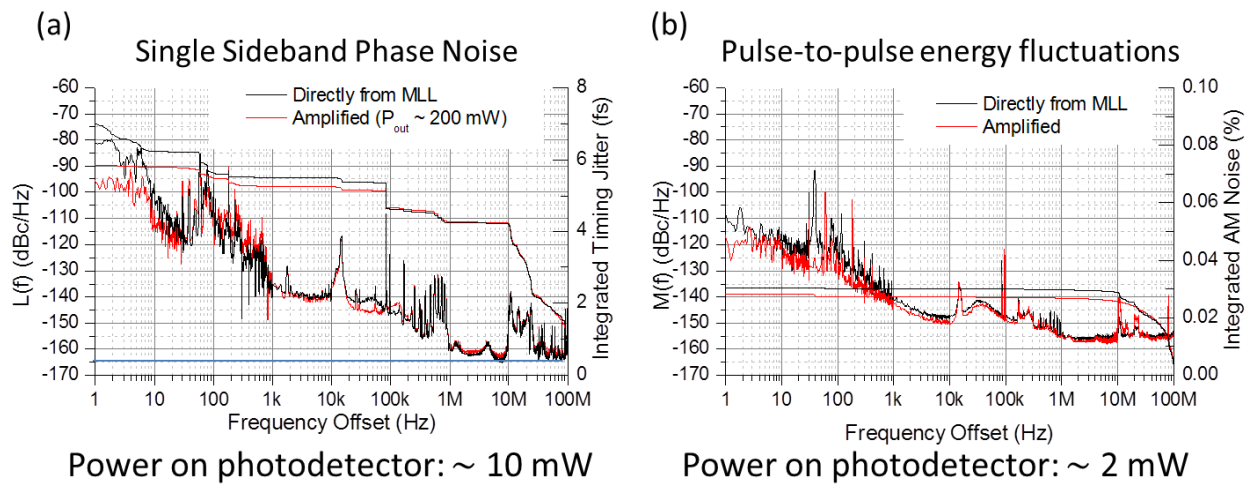 (a)
Single Sideband Phase Noise
-60
-70
-80
-90
-100
-110
-120
-130
-140
-150
-160
-170
L(f) (dBc/Hz)
Directly from MLL
Amplified (Pout ~ 200 mW)
8
6
4
2
0
Integrated Timing Jitter (fs)
1 10 100 1k 10k 100k 1M 10M 100M
Frequency Offset (Hz)
Power on photodetector: ~ 10 mW
(b)
Pulse-to-pulse energy fluctuations
-60
-70
-80
-90
-100
-110
-120
-130
-140
-150
-160
-170
M(f) (dBc/Hz)
Directly from MLL
Amplified
0.10
0.08
0.06
0.04
0.02
0.00
Integrated AM Noise (%)
1 10 100 1k 10k 100k 1M 10M 100M
Frequency Offset (Hz)
Power on photodetector: ~ 2 mW